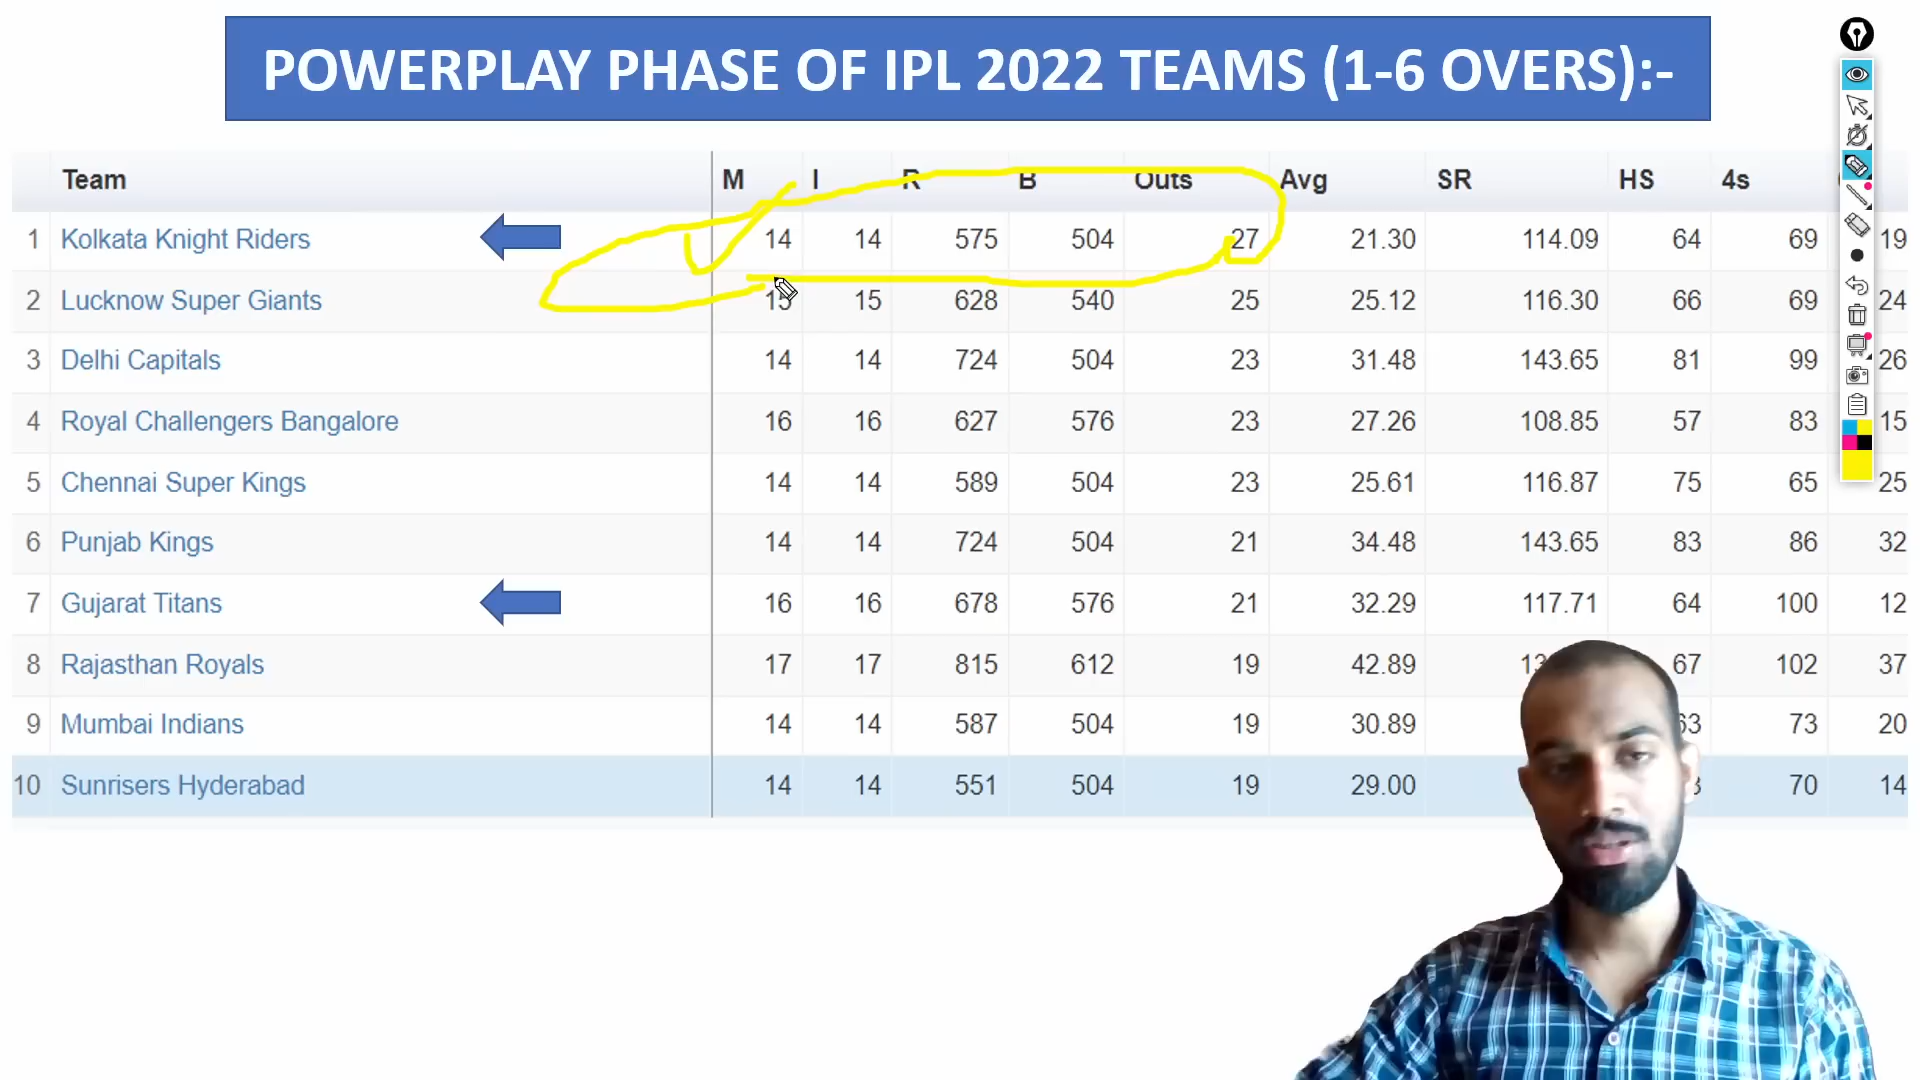 POWERPLAY PHASE OF IPL 2022 TEAMS (1-6 OVERS):-
Team M I R B Outs Avg SR HS 4s
1 Kolkata Knight Riders 14 14 575 504 27 21.30 114.09 64 69 19
2 Lucknow Super Giants 15 15 628 540 25 25.12 116.30 66 69 24
3 Delhi Capitals 14 14 724 504 23 31.48 143.65 81 99 26
4 Royal Challengers Bangalore 16 16 627 576 23 27.26 108.85 57 83 15
5 Chennai Super Kings 14 14 589 504 23 25.61 116.87 75 65 25
6 Punjab Kings 14 14 724 504 21 34.48 143.65 83 86 32
7 Gujarat Titans 16 16 678 576 21 32.29 117.71 64 100 12
8 Rajasthan Royals 17 17 815 612 19 42.89 67 102 37
9 Mumbai Indians 14 14 587 504 19 30.89 73 20
10 Sunrisers Hyderabad 14 14 551 504 19 29.00 70 14